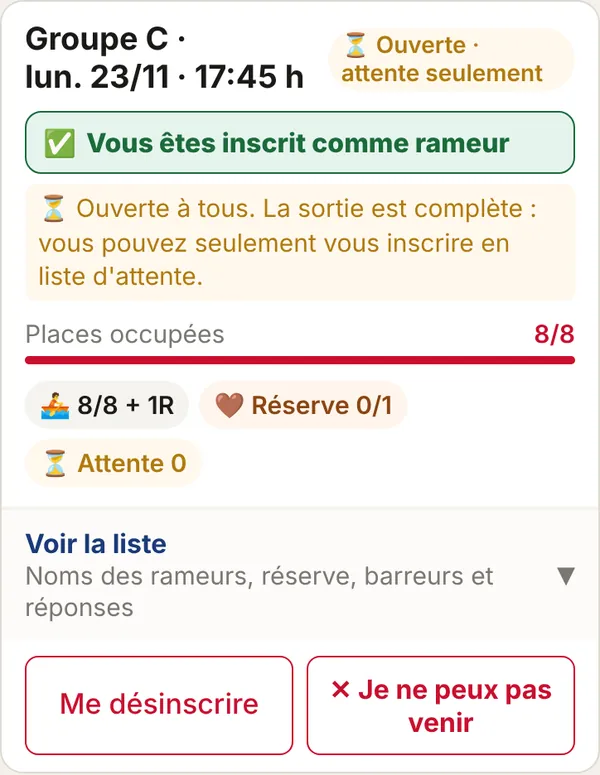 Groupe C ·
lun. 23/11 · 17:45 h
⏳ Ouverte ·
attente seulement
✅ Vous êtes inscrit comme rameur
⏳ Ouverte à tous. La sortie est complète :
vous pouvez seulement vous inscrire en
liste d'attente.
Places occupées 8/8
🚣 8/8 + 1R
🤎 Réserve 0/1
⏳ Attente 0
Voir la liste
Noms des rameurs, réserve, barreurs et ▼
réponses
Me désinscrire
✕ Je ne peux pas
venir